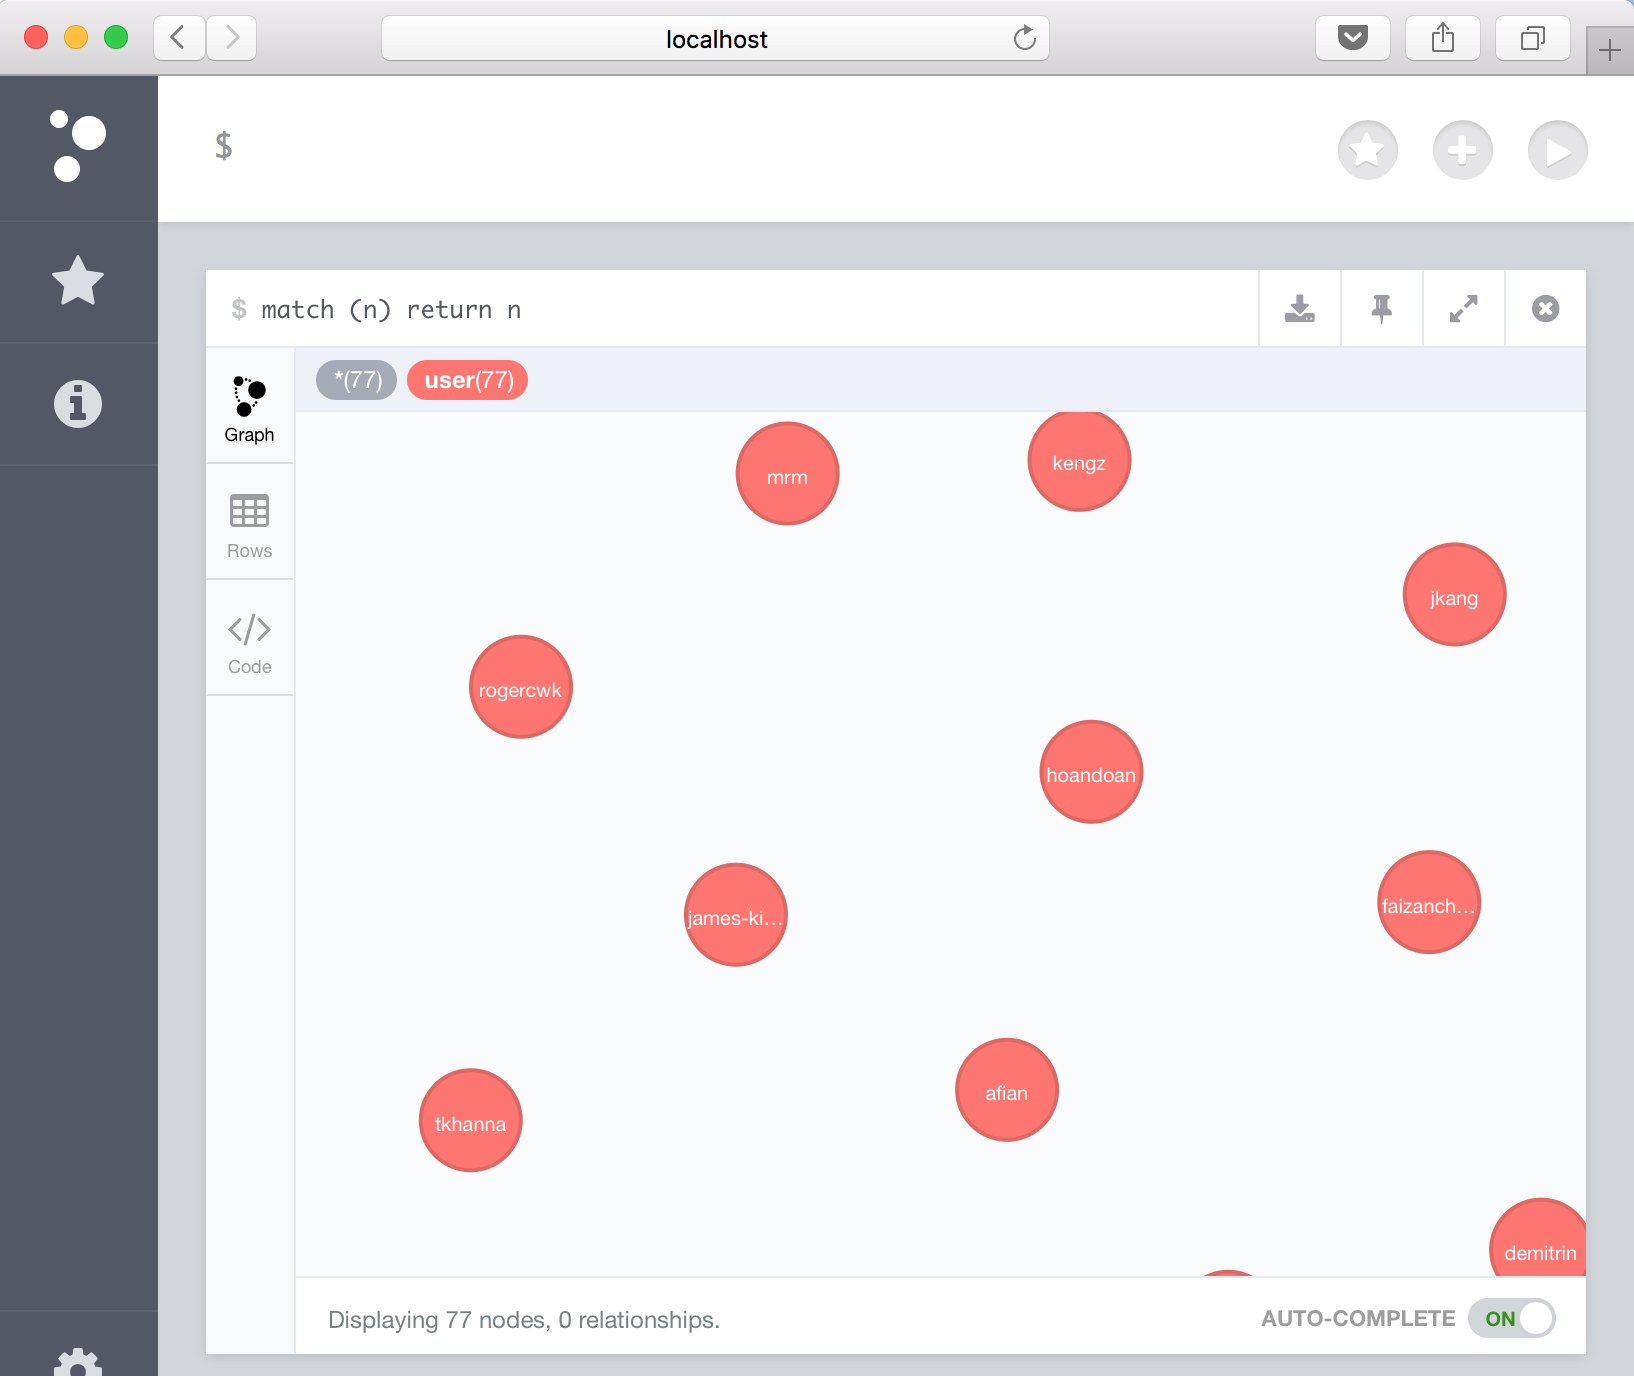 localhost
$
$ match (n) return n
*(77) user(77)
Graph
Rows
Code
mrm
kengz
jkang
rogercwk
hoandoan
james-ki...
faizanch...
afian
tkhanna
demitrin
Displaying 77 nodes, 0 relationships.
AUTO-COMPLETE ON